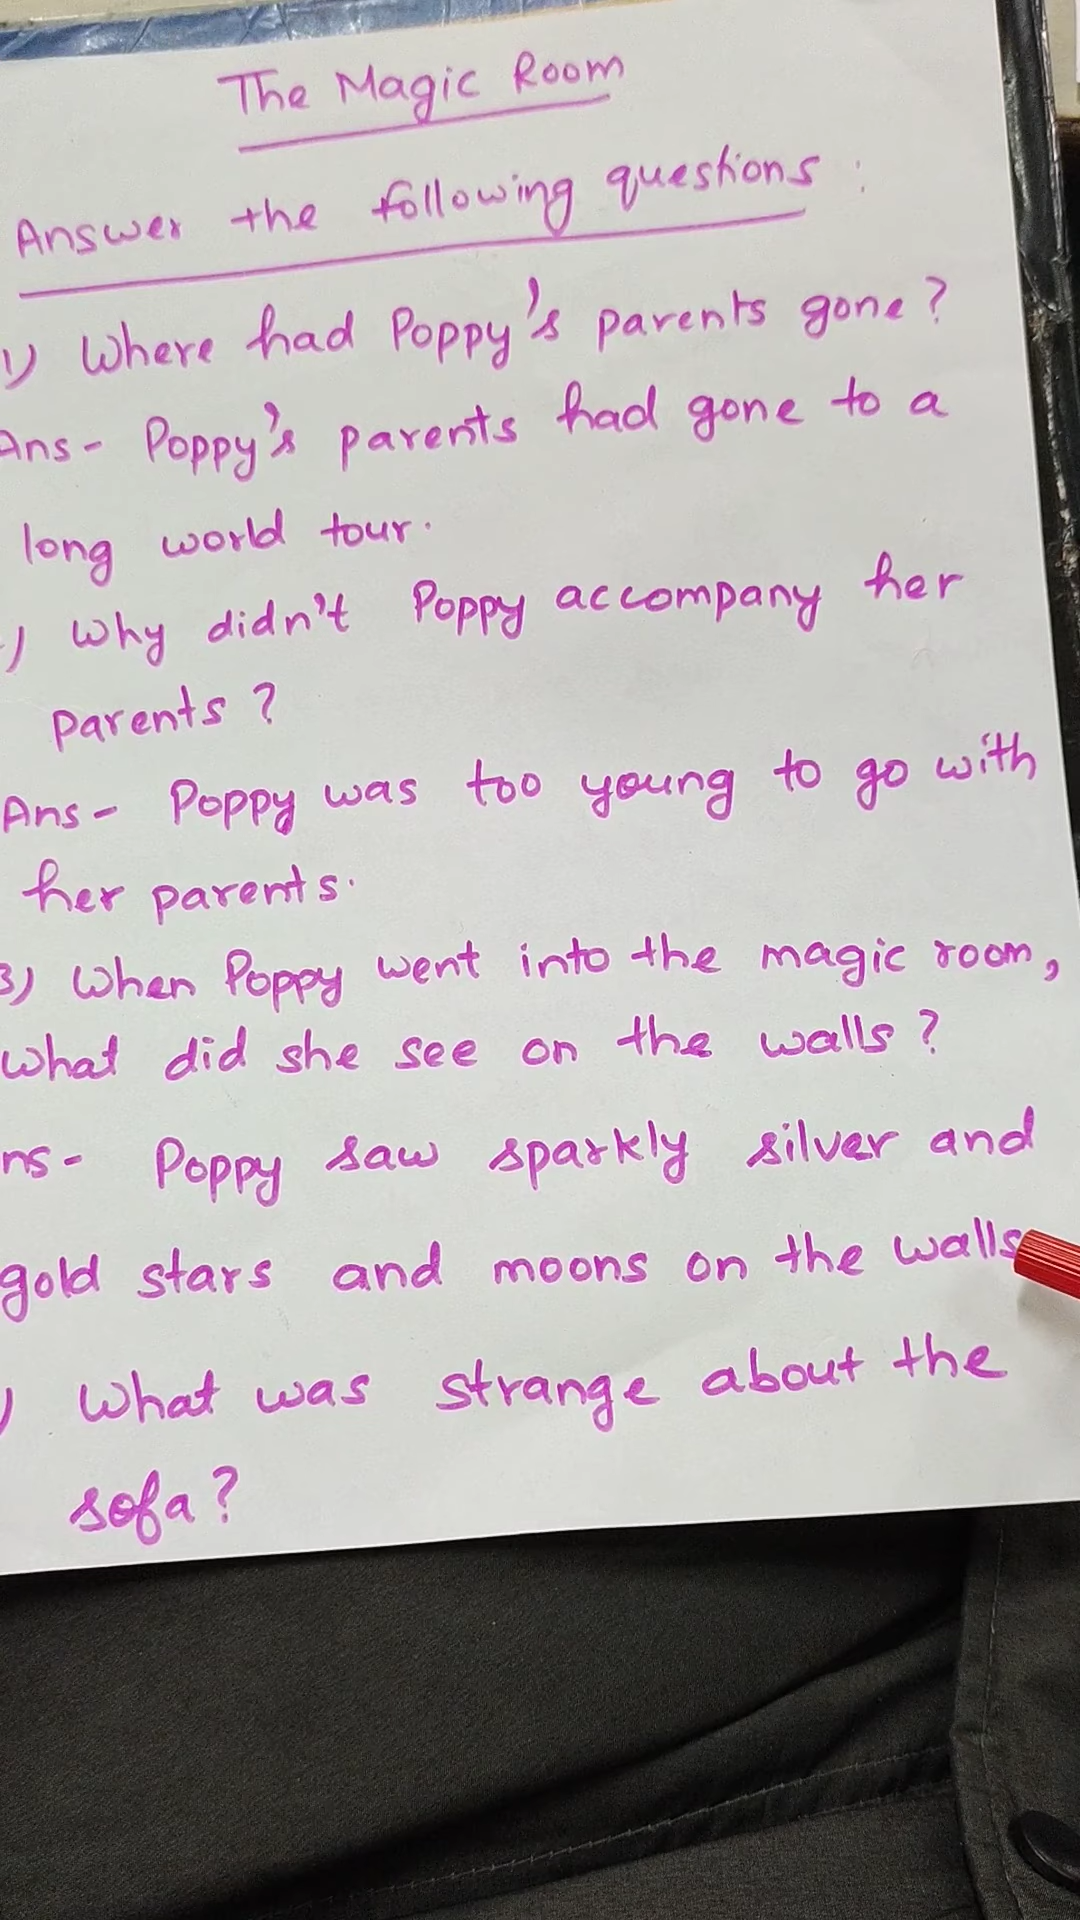 The Magic Room
Answer the following questions :
1) Where had Poppy's parents gone?
Ans- Poppy's parents had gone to a
long world tour.
) Why didn't Poppy accompany her
parents?
Ans- Poppy was too young to go with
her parents.
3) When Poppy went into the magic room,
what did she see on the walls?
ns- Poppy saw sparkly silver and
gold stars and moons on the walls
) What was strange about the
sofa?